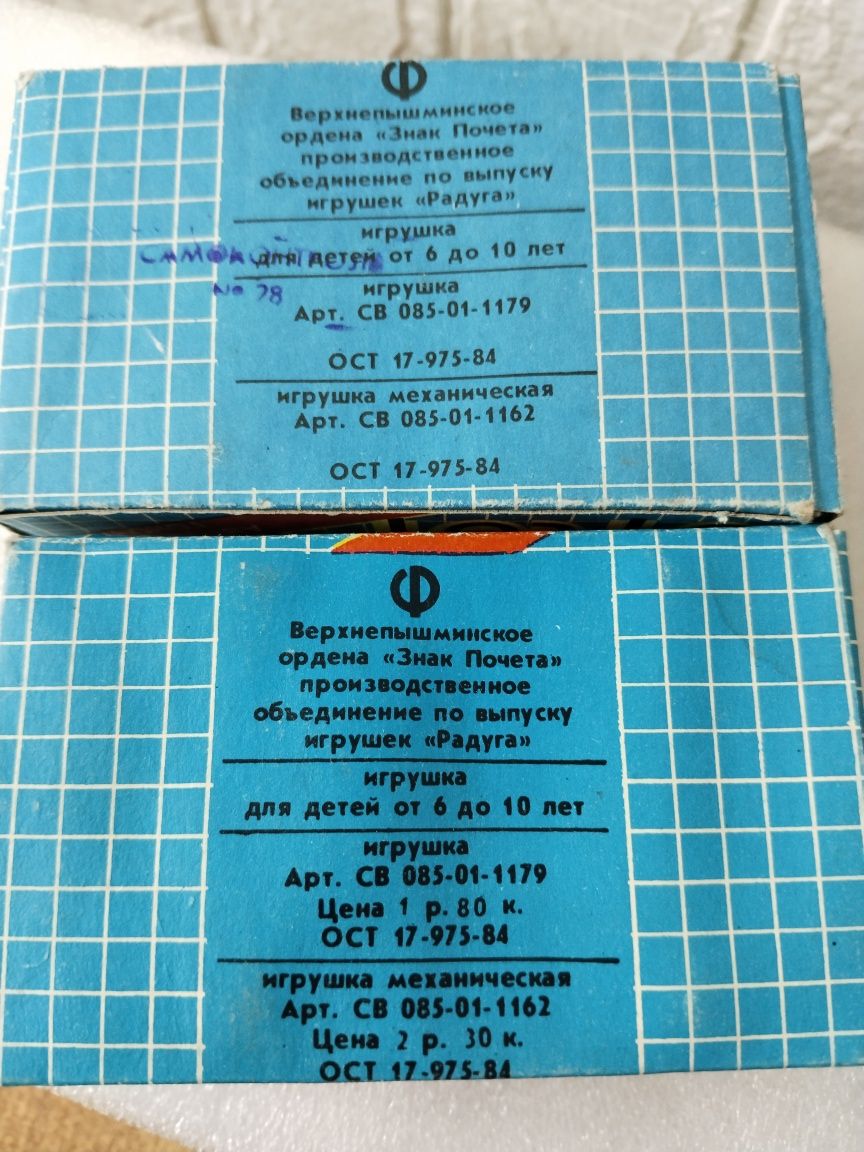 Верхнепышминское
ордена «Знак Почета»
производственное
объединение по выпуску
игрушек «Радуга»
игрушка
для детей от 6 до 10 лет
№ 78
игрушка
Арт. СВ 085-01-1179
ОСТ 17-975-84
игрушка механическая
Арт. СВ 085-01-1162
ОСТ 17-975-84
Верхнепышминское
ордена «Знак Почета»
производственное
объединение по выпуску
игрушек «Радуга»
игрушка
для детей от 6 до 10 лет
игрушка
Арт. СВ 085-01-1179
Цена 1 р. 80 к.
ОСТ 17-975-84
игрушка механическая
Арт. СВ 085-01-1162
Цена 2 р. 30 к.
ОСТ 17-975-84